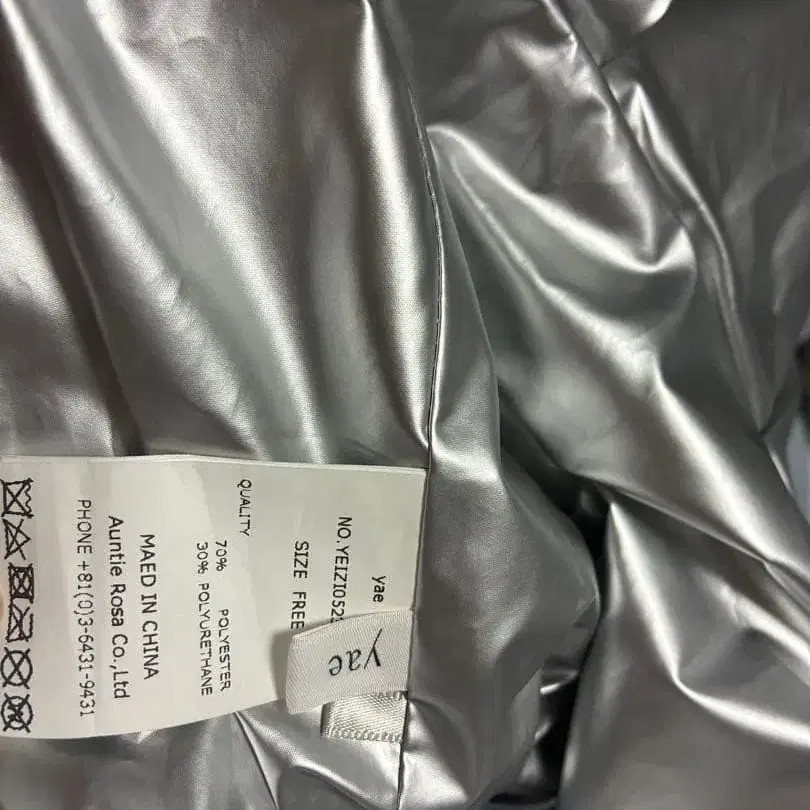 yae
NO.YEIZ1052
SIZE FREE
QUALITY
70% POLYESTER
30% POLYURETHANE
MAED IN CHINA
Auntie Rosa Co.,Ltd
PHONE +81(0)3-6431-9431
yae